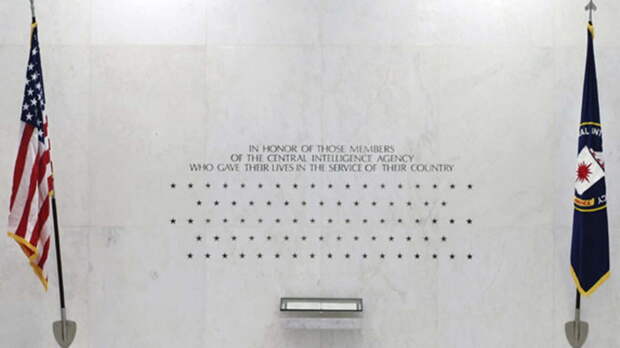 IN HONOR OF THOSE MEMBERS
OF THE CENTRAL INTELLIGENCE AGENCY
WHO GAVE THEIR LIVES IN THE SERVICE OF THEIR COUNTRY